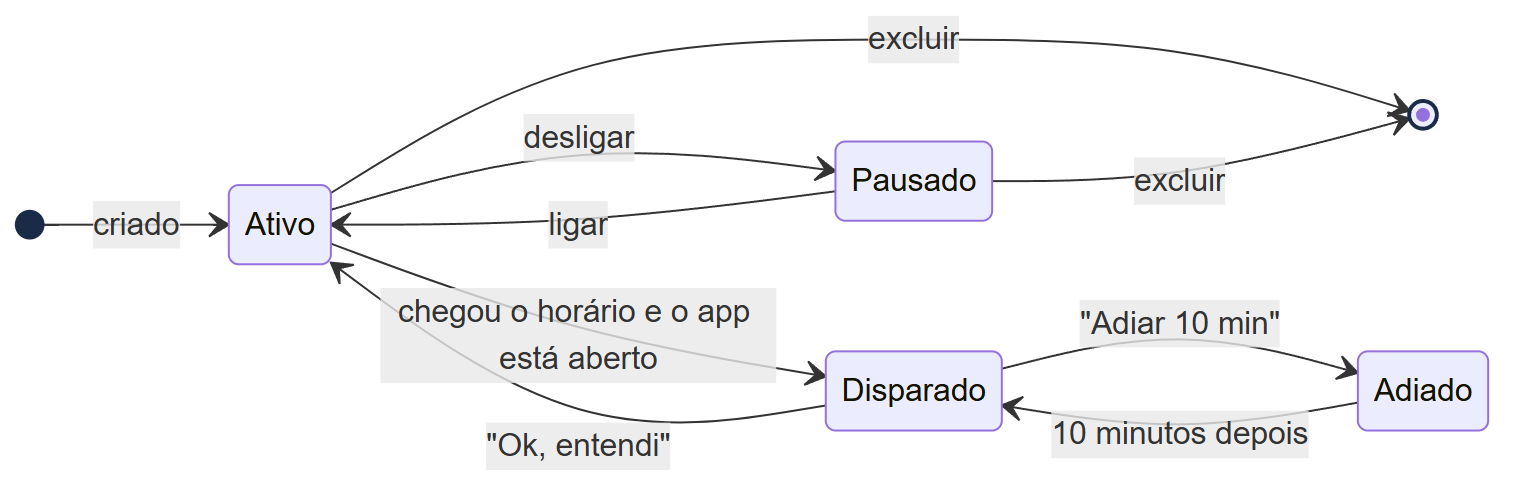 excluir
desligar
Pausado
excluir
criado
Ativo
ligar
chegou o horário e o app
está aberto
"Adiar 10 min"
Disparado
Adiado
"Ok, entendi"
10 minutos depois